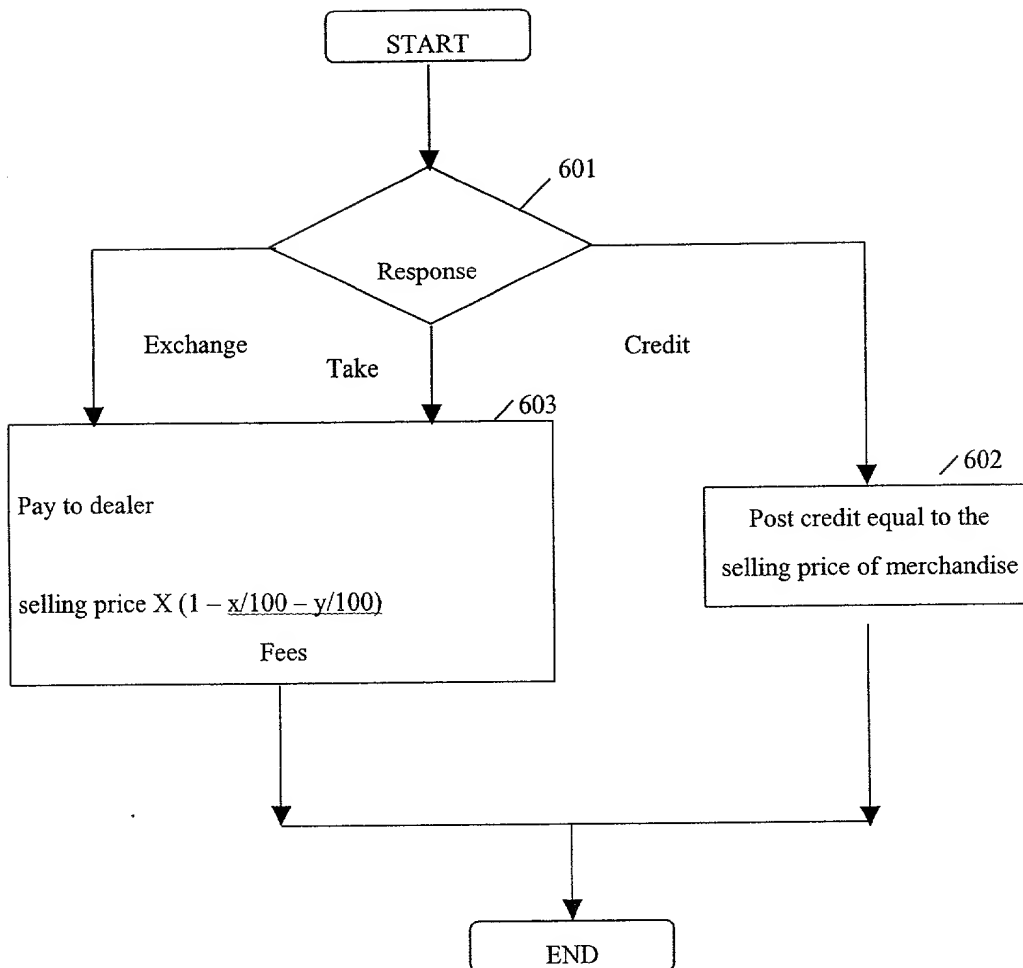 START
601
Response
Exchange
Take
Credit
603
602
Pay to dealer
selling price X (1 – x/100 – y/100)
Fees
Post credit equal to the
selling price of merchandise
END